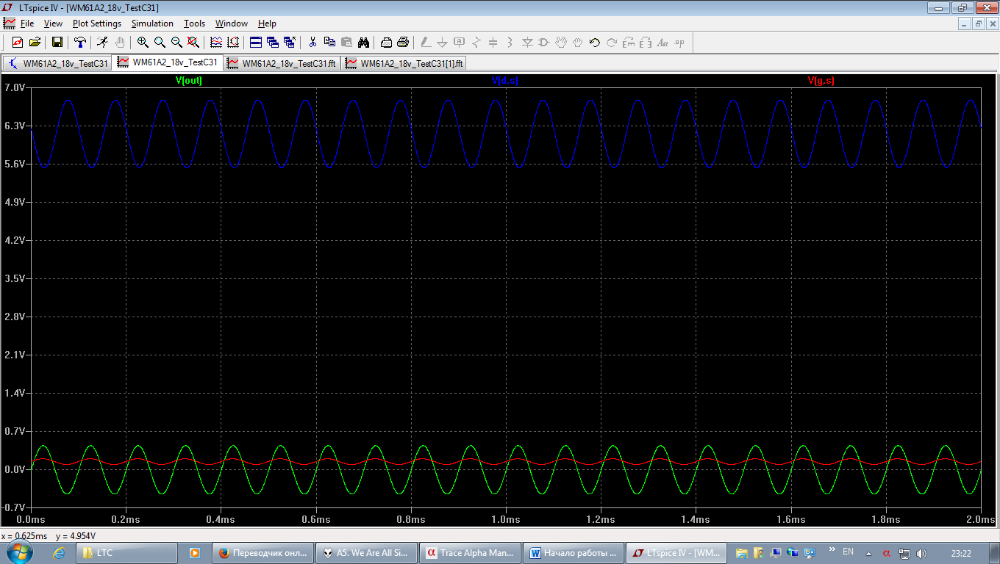 LTspice IV - [WM61A2_18v_TestC31]
File View Plot Settings Simulation Tools Window Help
WM61A2_18v_TestC31 WM61A2_18v_TestC31 WM61A2_18v_TestC31.fft WM61A2_18v_TestC31[1].fft
V(out) V(d,s) V(g,s)
7.0V
6.3V
5.6V
4.9V
4.2V
3.5V
2.8V
2.1V
1.4V
0.7V
0.0V
-0.7V
0.0ms 0.2ms 0.4ms 0.6ms 0.8ms 1.0ms 1.2ms 1.4ms 1.6ms 1.8ms 2.0ms
x = 0.625ms y = 4.954V
LTC Переводчик онл... A5. We Are All Si... Trace Alpha Man... Начало работы ... LTspice IV - [WM... EN 23:22